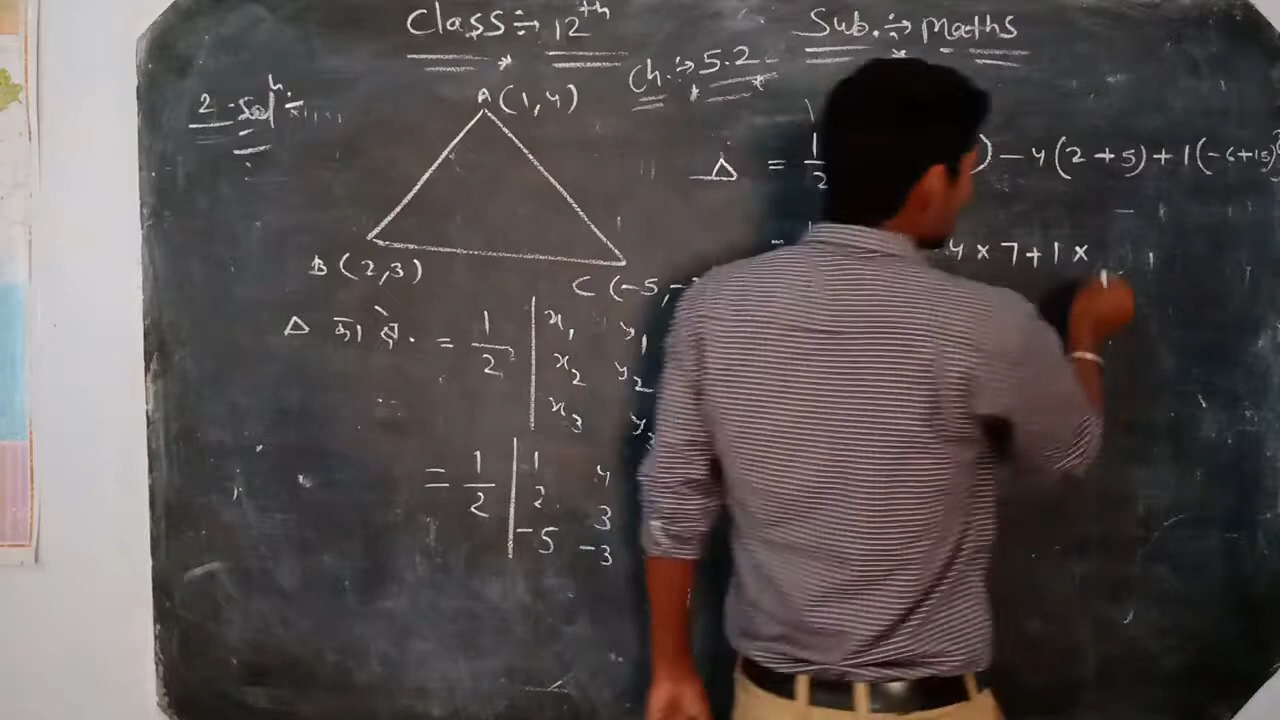 Class ÷ 12th
Sub. ÷ Maths
Ch. ÷ 5.2
2 Solⁿ ÷
A (1,4)
B (2,3)
C (-5,-
Δ = 1/2 ) - 4 (2 + 5) + 1 (-6+15)
= 4 × 7 + 1 ×
Δ का क्षे. = 1/2 | x₁ y₁
x₂ y₂
x₃ y₃
= 1/2 | 1 4
2 3
-5 -3